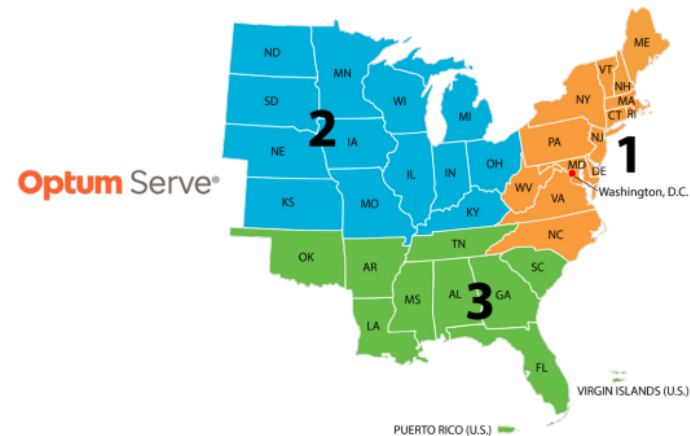 ME
ND
MN
VT
NH
SD
WI
NY
MA
MI
CT RI
2
PA
NJ
1
NE
IA
OH
MD
DE
IL
IN
Optum Serve®
WV
Washington, D.C.
VA
KS
MO
KY
NC
TN
OK
AR
SC
MS
AL
3
GA
LA
FL
VIRGIN ISLANDS (U.S.)
PUERTO RICO (U.S.)